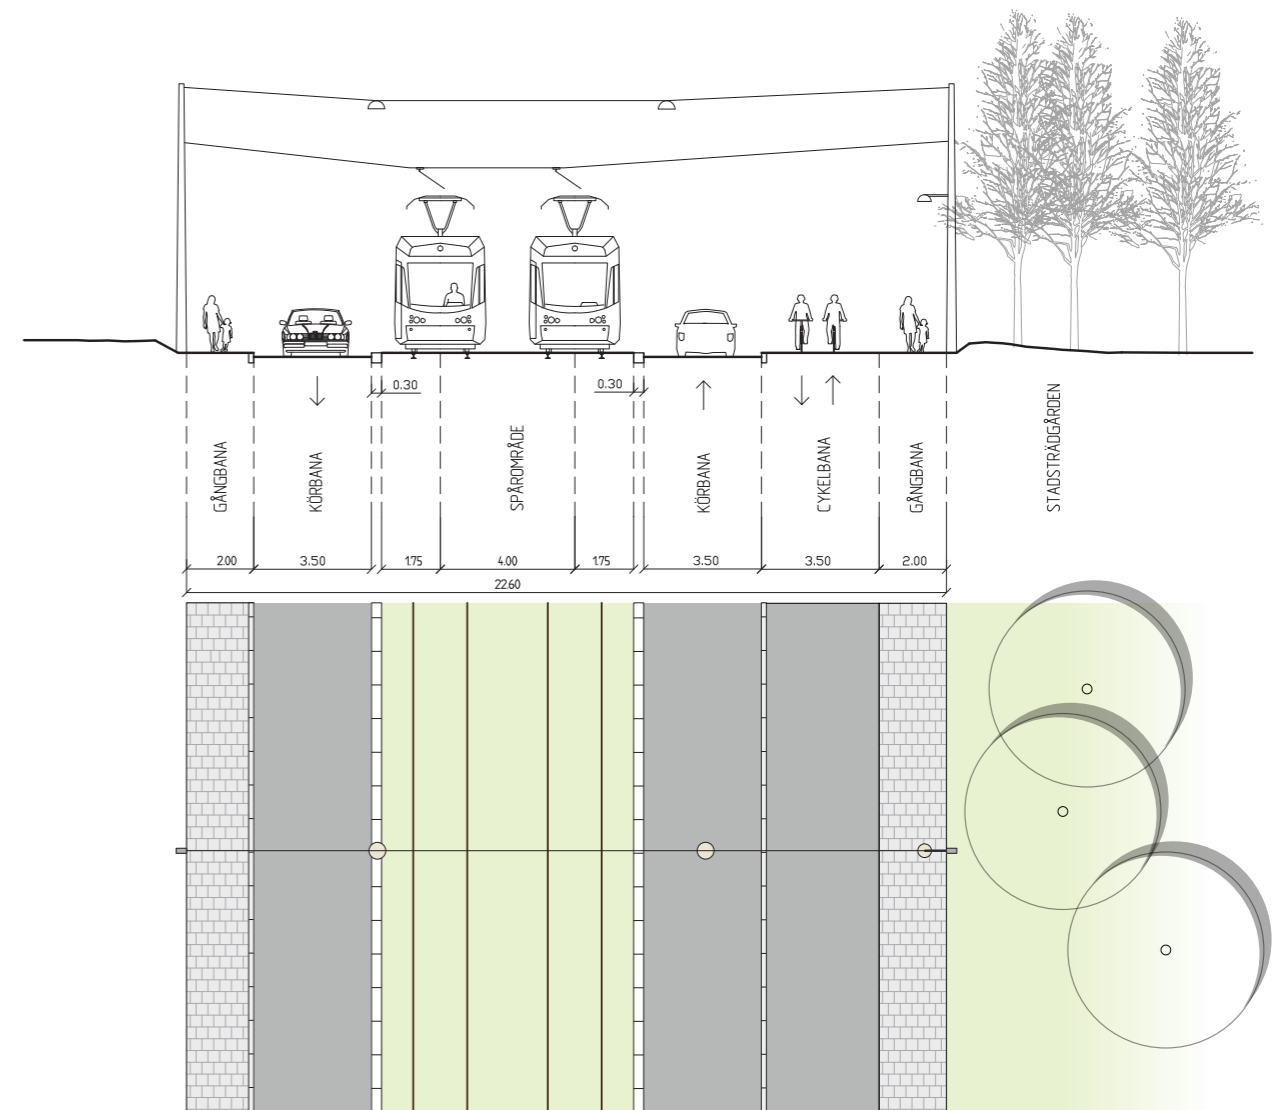 0.30
0.30
GÅNGBANA
KÖRBANA
SPÅROMRÅDE
KÖRBANA
CYKELBANA
GÅNGBANA
STADSTRÄDGÅRDEN
2.00
3.50
1.75
4.00
1.75
3.50
3.50
2.00
22.60